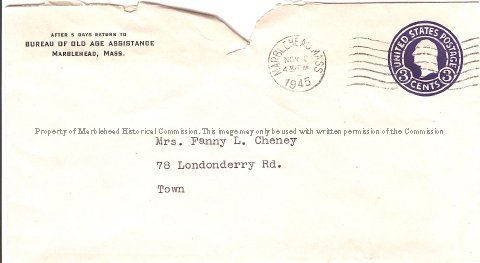 AFTER 5 DAYS RETURN TO
BUREAU OF OLD AGE ASSISTANCE
MARBLEHEAD, MASS.
MARBLEHEAD, MASS
NOV
4 PM
1945
UNITED STATES POSTAGE
3 CENTS 3
Property of Marblehead Historical Commission. This image may only be used with written permission of the Commission
Mrs. Fanny L. Cheney
78 Londonderry Rd.
Town